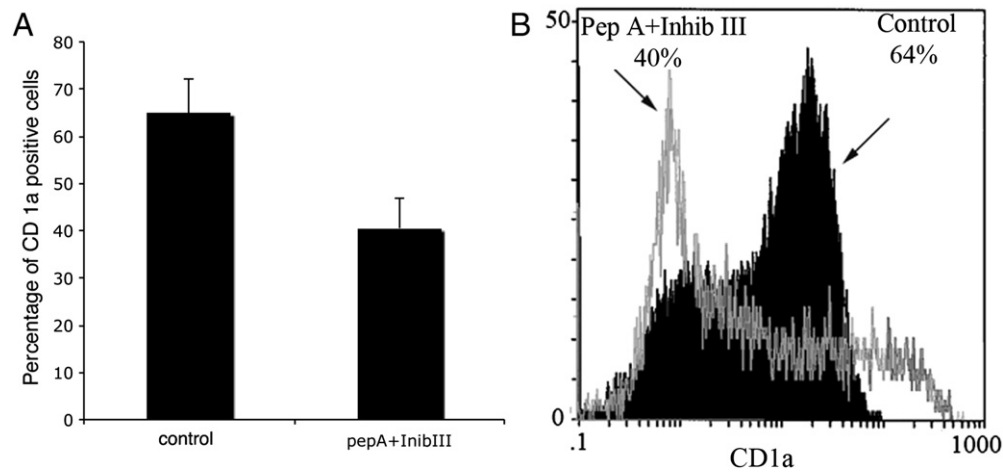 A
Percentage of CD 1a positive cells
80
70
60
50
40
30
20
10
0
control
pepA+InibIII
B
50
Pep A+Inhib III
40%
Control
64%
0
.1
1000
CD1a